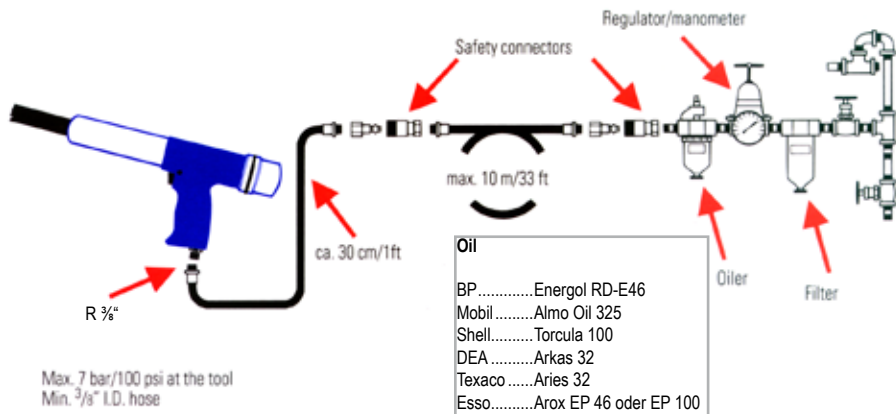 Regulator/manometer
Safety connectors
max. 10 m/33 ft
ca. 30 cm/1ft
R ⅜“
Oiler
Filter
Oil
BP.............Energol RD-E46
Mobil .........Almo Oil 325
Shell..........Torcula 100
DEA ..........Arkas 32
Texaco ......Aries 32
Esso..........Arox EP 46 oder EP 100
Max. 7 bar/100 psi at the tool
Min. 3/8" I.D. hose